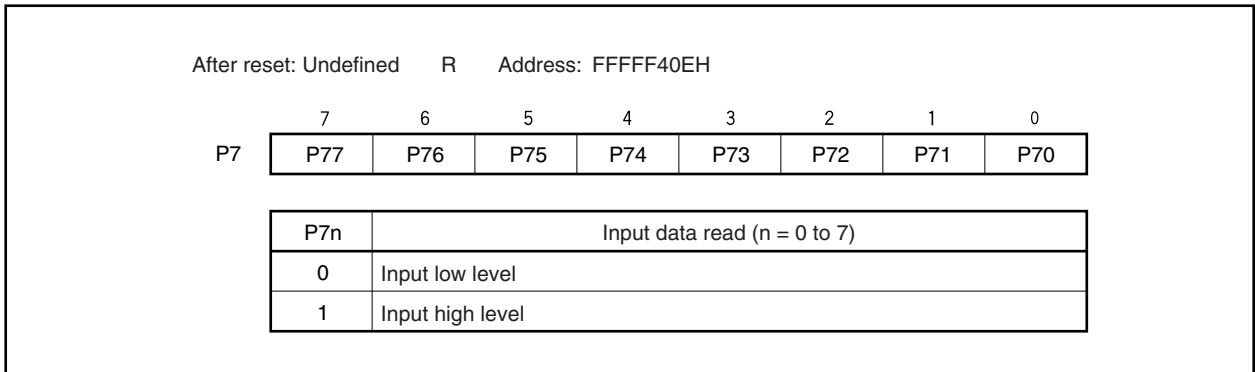 After reset: Undefined R Address: FFFFF40EH
7 6 5 4 3 2 1 0
P7 P77 P76 P75 P74 P73 P72 P71 P70
P7n Input data read (n = 0 to 7)
0 Input low level
1 Input high level